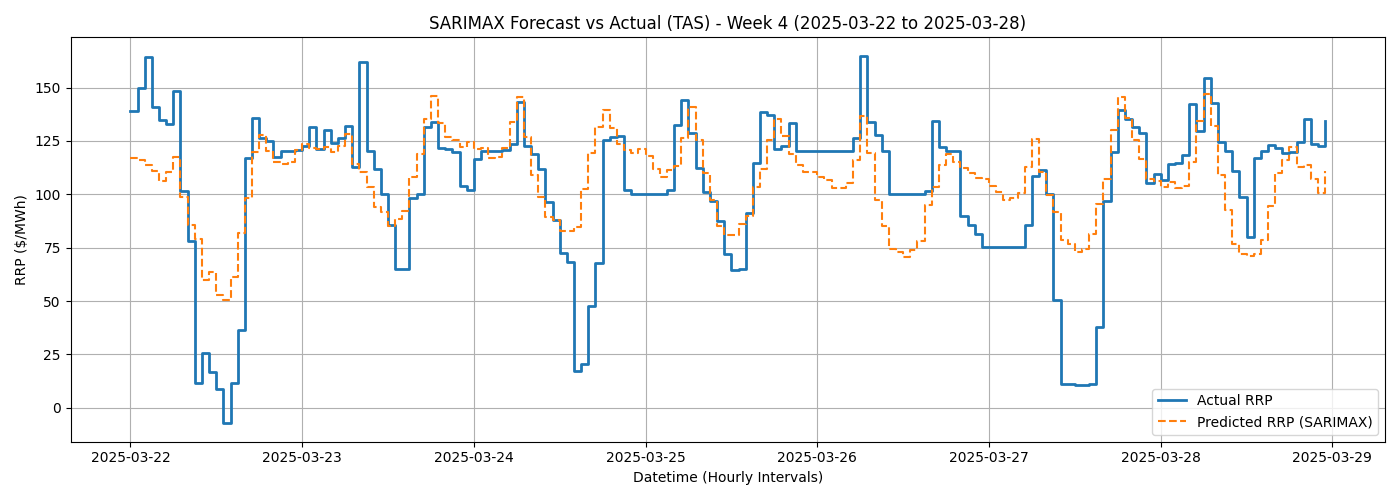 SARIMAX Forecast vs Actual (TAS) - Week 4 (2025-03-22 to 2025-03-28)
RRP ($/MWh)
150
125
100
75
50
25
0
Actual RRP
Predicted RRP (SARIMAX)
2025-03-22 2025-03-23 2025-03-24 2025-03-25 2025-03-26 2025-03-27 2025-03-28 2025-03-29
Datetime (Hourly Intervals)